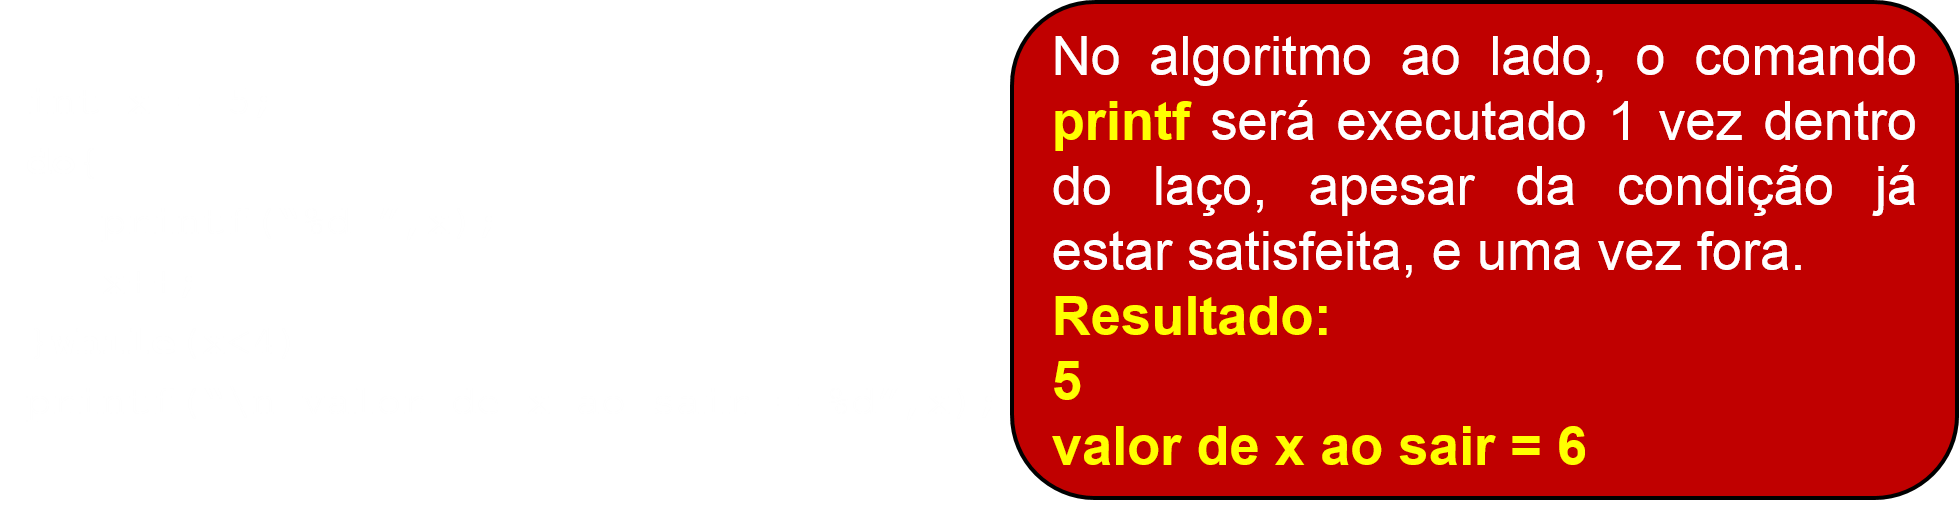 No algoritmo ao lado, o comando
printf será executado 1 vez dentro
do laço, apesar da condição já
estar satisfeita, e uma vez fora.
Resultado:
5
valor de x ao sair = 6